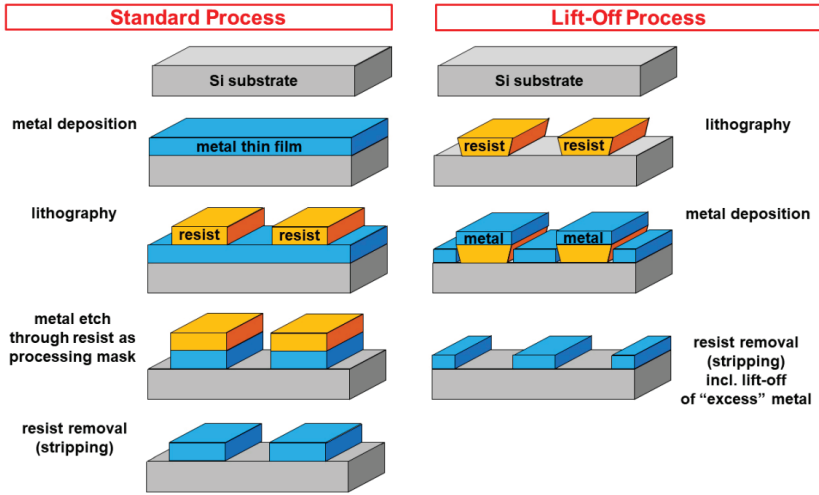 Standard Process
Si substrate
metal deposition
metal thin film
lithography
resist
resist
metal etch
through resist as
processing mask
resist removal
(stripping)
Lift-Off Process
Si substrate
lithography
resist
resist
metal deposition
metal
metal
resist removal
(stripping)
incl. lift-off
of “excess” metal